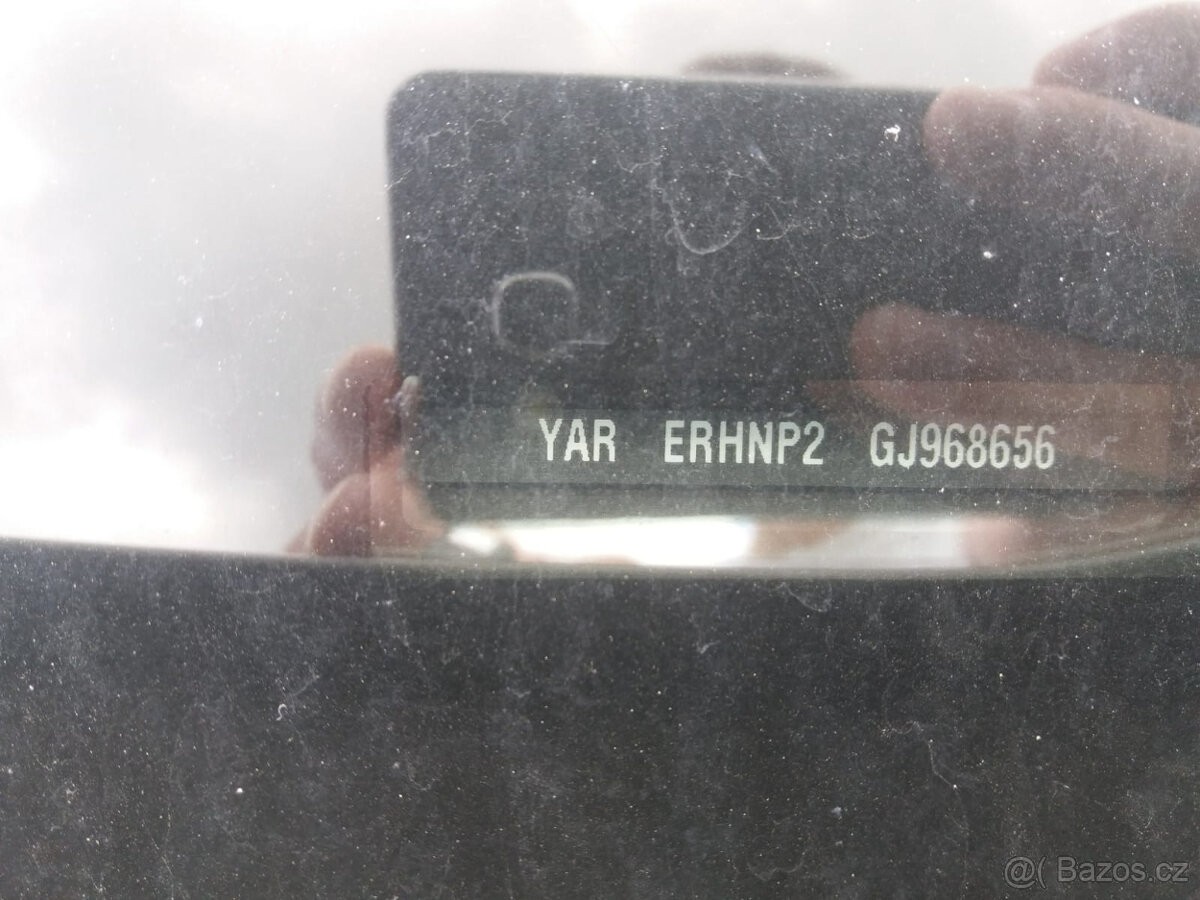 YAR ERHNP2 GJ968656
@( Bazos.cz